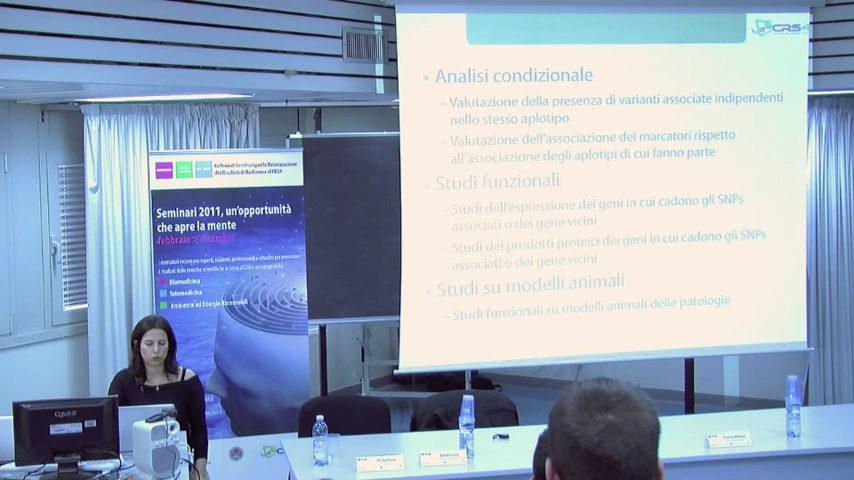 CRS4
Analisi condizionale
– Valutazione della presenza di varianti associate indipendenti
nello stesso aplotipo
– Valutazione dell'associazione dei marcatori rispetto
all'associazione degli aplotipi di cui fanno parte
Studi funzionali
– Studi dell'espressione dei geni in cui cadono gli SNPs
associati o dei gene vicini
– Studi dei prodotti proteici dei geni in cui cadono gli SNPs
associati o dei gene vicini
Studi su modelli animali
– Studi funzionali su modelli animali delle patologie
Seminari 2011, un'opportunità
che apre la mente
febbraio > dicembre
Biomedicina
Telemedicina
Ambiente ed Energie Rinnovabili